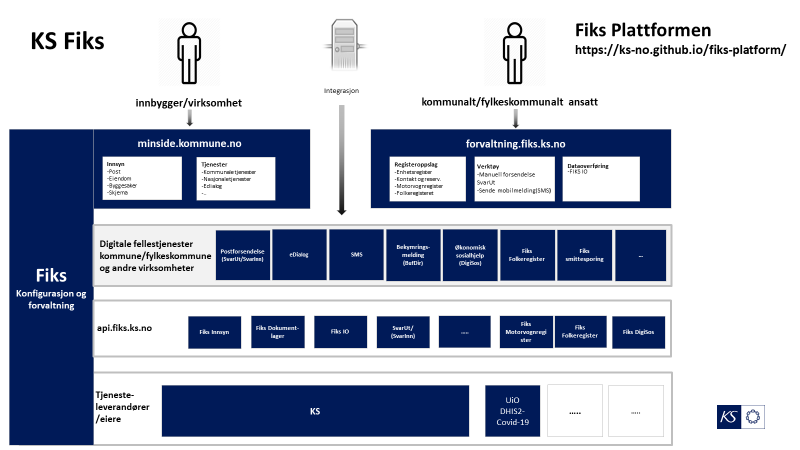 KS Fiks
Fiks Plattformen
https://ks-no.github.io/fiks-platform/
innbygger/virksomhet
Integrasjon
kommunalt/fylkeskommunalt ansatt
minside.kommune.no
Innsyn
-Post
-Eiendom
-Byggesaker
-Skjema
Tjenester
-Kommunaletjenester
-Nasjonaletjenester
-Edialog
-..
forvaltning.fiks.ks.no
Registeroppslag
-Enhetsregister
-Kontakt og reserv.
-Motorvognregister
-Folkeregisteret
Verktøy
-Manuell forsendelse
SvarUt
-Sende mobilmelding(SMS)
Dataoverføring
-FIKS IO
Fiks
Konfigurasjon og
forvaltning
Digitale fellestjenester
kommune/fylkeskommune
og andre virksomheter
Postforsendelse
(SvarUt/SvarInn)
eDialog
SMS
Bekymrings-
melding
(BufDir)
Økonomisk
sosialhjelp
(DigiSos)
Fiks
Folkeregister
Fiks
smittesporing
...
api.fiks.ks.no
Fiks Innsyn
Fiks Dokument-
lager
Fiks IO
SvarUt/
(SvarInn)
.....
Fiks
Motorvognregi
ster
Fiks
Folkeregister
Fiks DigiSos
Tjeneste-
leverandører
/eiere
KS
UiO
DHIS2-
Covid-19
.....
.....
KS